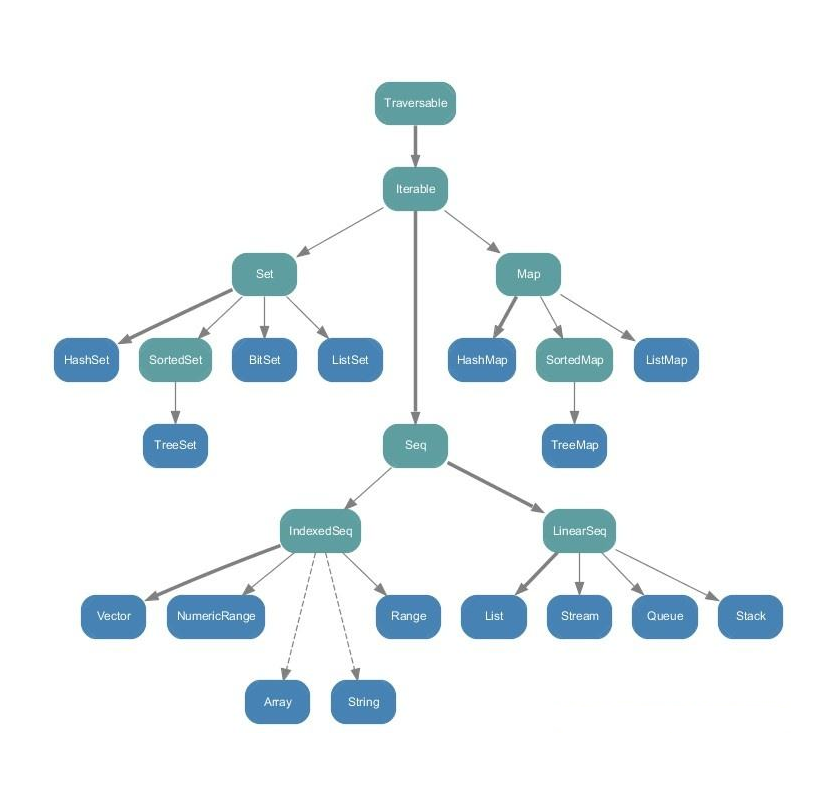 Traversable
Iterable
Set
Map
HashSet
SortedSet
BitSet
ListSet
HashMap
SortedMap
ListMap
TreeSet
Seq
TreeMap
IndexedSeq
LinearSeq
Vector
NumericRange
Range
List
Stream
Queue
Stack
Array
String